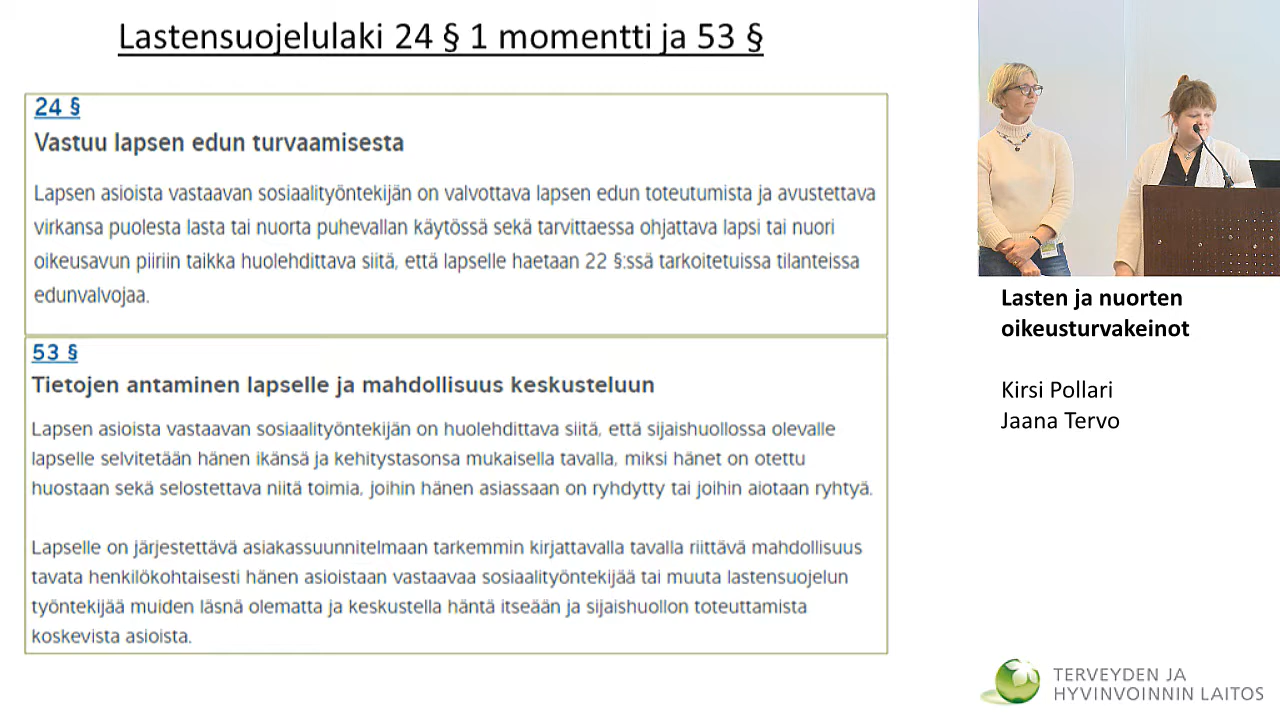 Lastensuojelulaki 24 § 1 momentti ja 53 §
24 §
Vastuu lapsen edun turvaamisesta
Lapsen asioista vastaavan sosiaalityöntekijän on valvottava lapsen edun toteutumista ja avustettava
virkansa puolesta lasta tai nuorta puhevallan käytössä sekä tarvittaessa ohjattava lapsi tai nuori
oikeusavun piiriin taikka huolehdittava siitä, että lapselle haetaan 22 §:ssä tarkoitetuissa tilanteissa
edunvalvojaa.
53 §
Tietojen antaminen lapselle ja mahdollisuus keskusteluun
Lapsen asioista vastaavan sosiaalityöntekijän on huolehdittava siitä, että sijaishuollossa olevalle
lapselle selvitetään hänen ikänsä ja kehitystasonsa mukaisella tavalla, miksi hänet on otettu
huostaan sekä selostettava niitä toimia, joihin hänen asiassaan on ryhdytty tai joihin aiotaan ryhtyä.
Lapselle on järjestettävä asiakassuunnitelmaan tarkemmin kirjattavalla tavalla riittävä mahdollisuus
tavata henkilökohtaisesti hänen asioistaan vastaavaa sosiaalityöntekijää tai muuta lastensuojelun
työntekijää muiden läsnä olematta ja keskustella häntä itseään ja sijaishuollon toteuttamista
koskevista asioista.
Lasten ja nuorten
oikeusturvakeinot
Kirsi Pollari
Jaana Tervo
TERVEYDEN JA
HYVINVOINNIN LAITOS